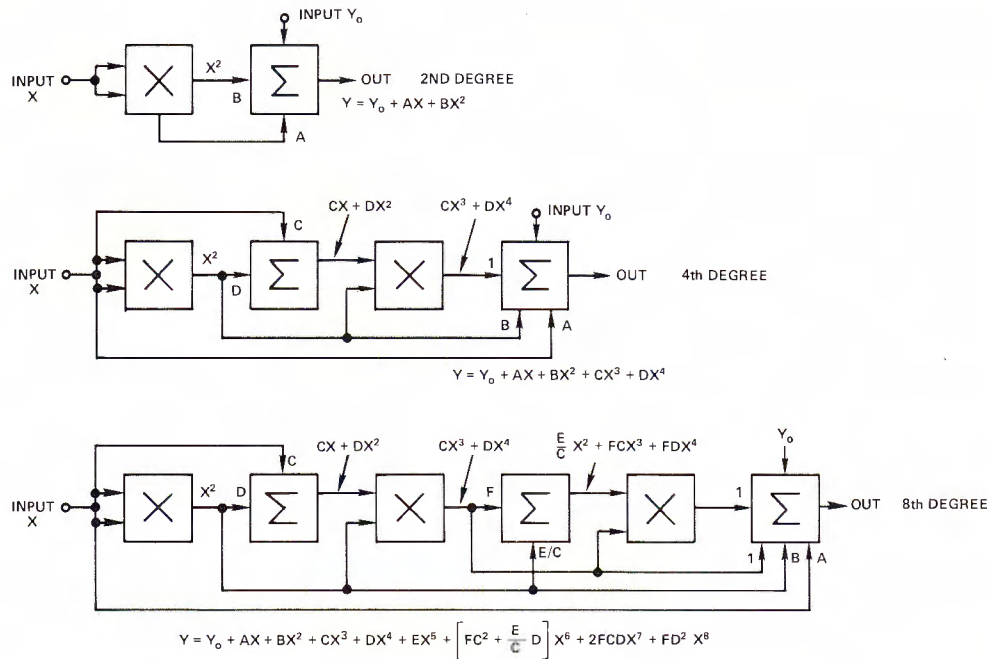 INPUT Y₀
INPUT X
X²
B
Σ
OUT 2ND DEGREE
Y = Y₀ + AX + BX²
A
CX + DX²
CX³ + DX⁴
INPUT Y₀
C
INPUT X
X²
D
Σ
1
Σ
OUT 4th DEGREE
B
A
Y = Y₀ + AX + BX² + CX³ + DX⁴
CX + DX²
CX³ + DX⁴
E/C X² + FCX³ + FDX⁴
Y₀
C
INPUT X
X²
D
Σ
F
Σ
1
Σ
OUT 8th DEGREE
E/C
1
B
A
Y = Y₀ + AX + BX² + CX³ + DX⁴ + EX⁵ + [FC² + E/C D] X⁶ + 2FCDX⁷ + FD² X⁸